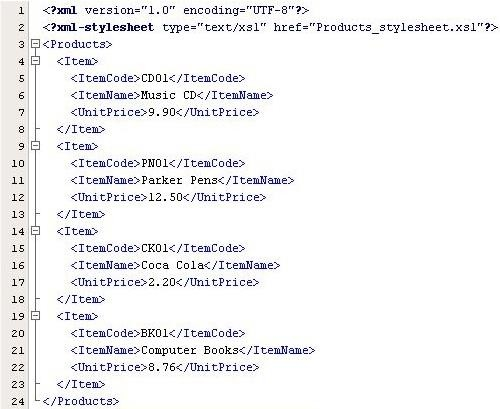 1 <?xml version="1.0" encoding="UTF-8"?>
2 <?xml-stylesheet type="text/xsl" href="Products_stylesheet.xsl"?>
3 <Products>
4 <Item>
5 <ItemCode>CD01</ItemCode>
6 <ItemName>Music CD</ItemName>
7 <UnitPrice>9.90</UnitPrice>
8 </Item>
9 <Item>
10 <ItemCode>PN01</ItemCode>
11 <ItemName>Parker Pens</ItemName>
12 <UnitPrice>12.50</UnitPrice>
13 </Item>
14 <Item>
15 <ItemCode>CK01</ItemCode>
16 <ItemName>Coca Cola</ItemName>
17 <UnitPrice>2.20</UnitPrice>
18 </Item>
19 <Item>
20 <ItemCode>BK01</ItemCode>
21 <ItemName>Computer Books</ItemName>
22 <UnitPrice>8.76</UnitPrice>
23 </Item>
24 </Products>